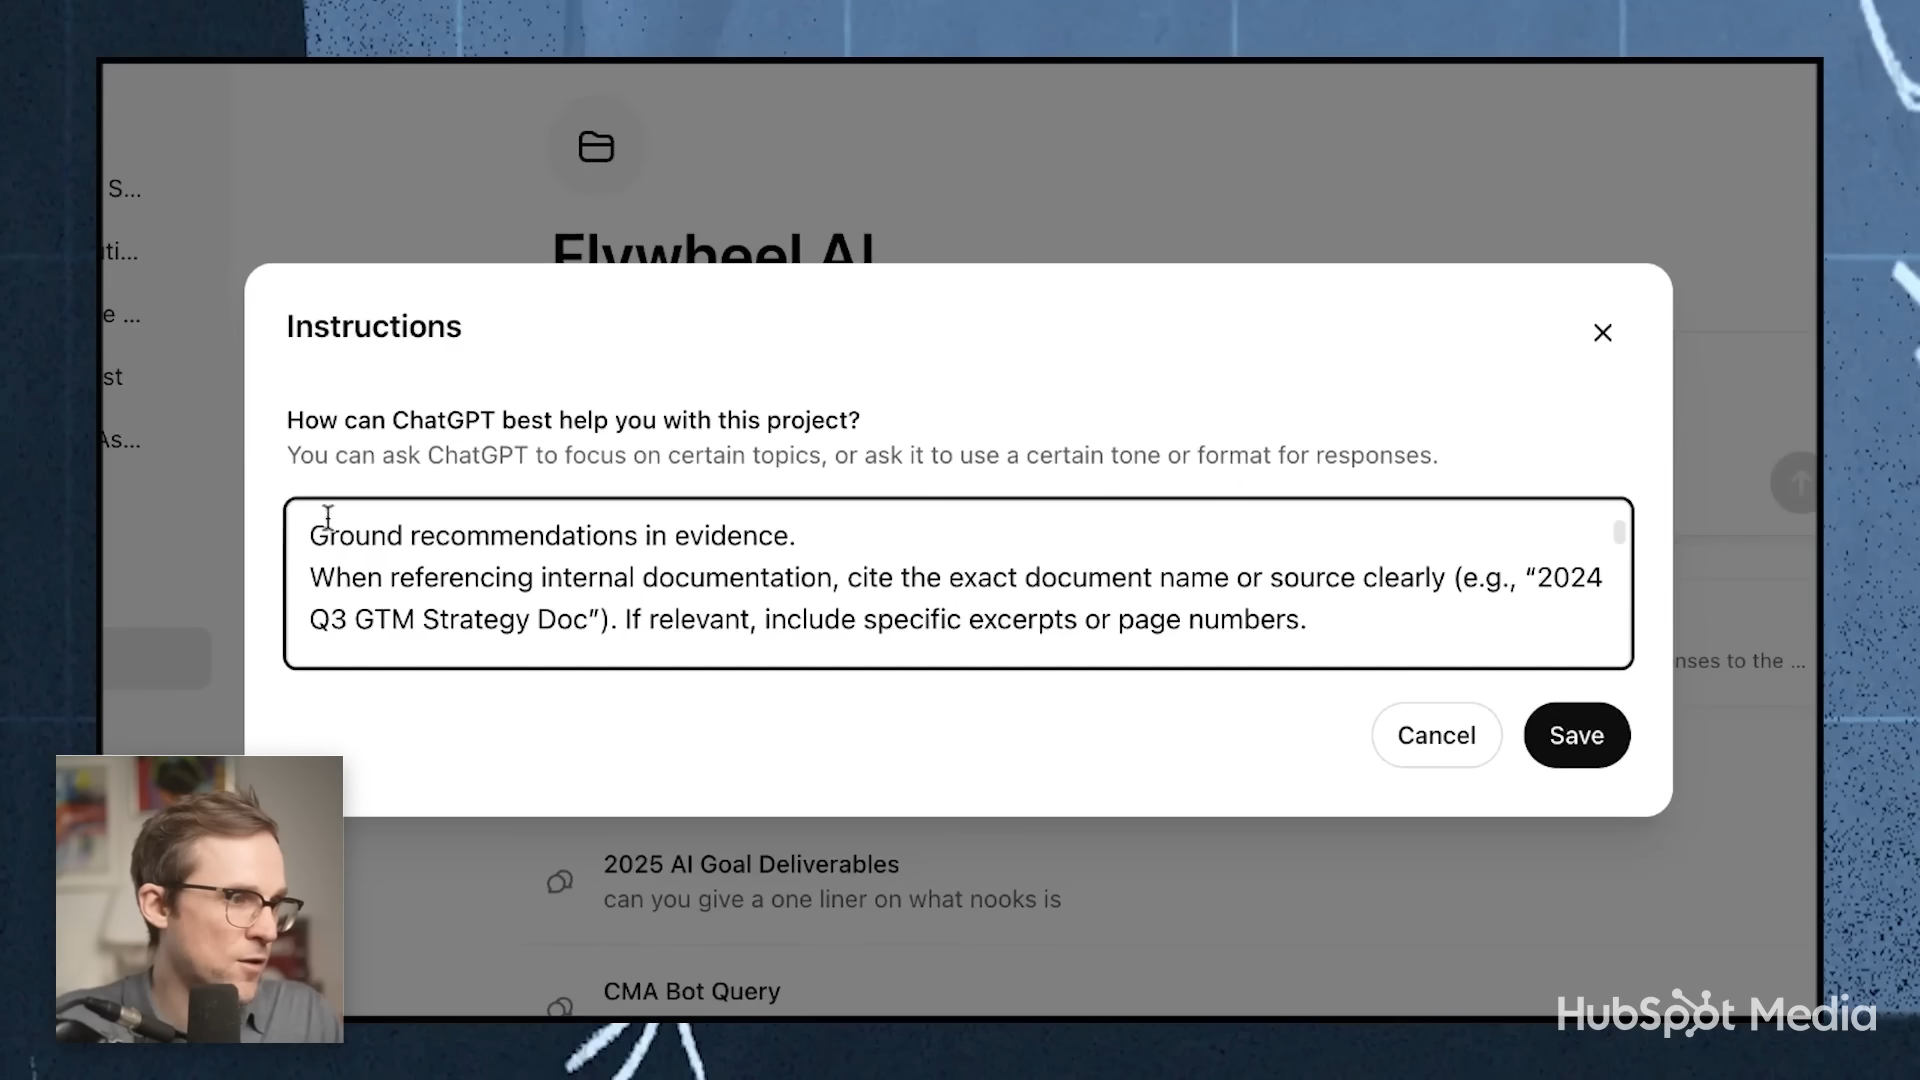 S...
ti...
e ...
st
As...
Flywheel AI
Instructions
How can ChatGPT best help you with this project?
You can ask ChatGPT to focus on certain topics, or ask it to use a certain tone or format for responses.
Ground recommendations in evidence.
When referencing internal documentation, cite the exact document name or source clearly (e.g., “2024
Q3 GTM Strategy Doc”). If relevant, include specific excerpts or page numbers.
nses to the ...
Cancel
Save
2025 AI Goal Deliverables
can you give a one liner on what nooks is
CMA Bot Query
HubSpot Media